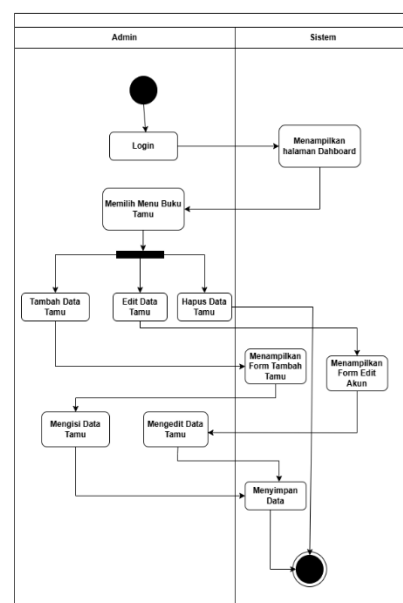 Admin
Sistem
Login
Menampilkan
halaman Dahboard
Memilih Menu Buku
Tamu
Tambah Data
Tamu
Edit Data
Tamu
Hapus Data
Tamu
Menampilkan
Form Tambah
Tamu
Menampilkan
Form Edit
Akun
Mengisi Data
Tamu
Mengedit Data
Tamu
Menyimpan
Data